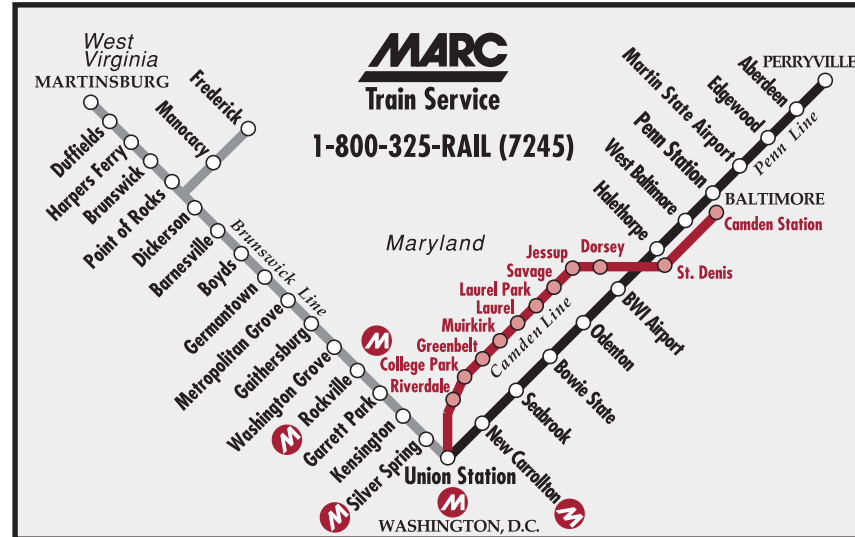 West
Virginia
MARTINSBURG
MARC
Train Service
1-800-325-RAIL (7245)
Maryland
Duffields
Harpers Ferry
Brunswick
Point of Rocks
Frederick
Manocacy
Dickerson
Barnesville
Boyds
Germantown
Metropolitan Grove
Gaithersburg
Washington Grove
Rockville
Garrett Park
Kensington
Silver Spring
Brunswick Line
Union Station
WASHINGTON, D.C.
M
M
M
M
M
Riverdale
College Park
Greenbelt
Muirkirk
Laurel
Laurel Park
Savage
Jessup
Dorsey
St. Denis
Camden Station
Camden Line
BALTIMORE
PERRYVILLE
Aberdeen
Edgewood
Martin State Airport
Penn Station
West Baltimore
Halethorpe
BWI Airport
Odenton
Bowie State
Seabrook
New Carrollton
Penn Line